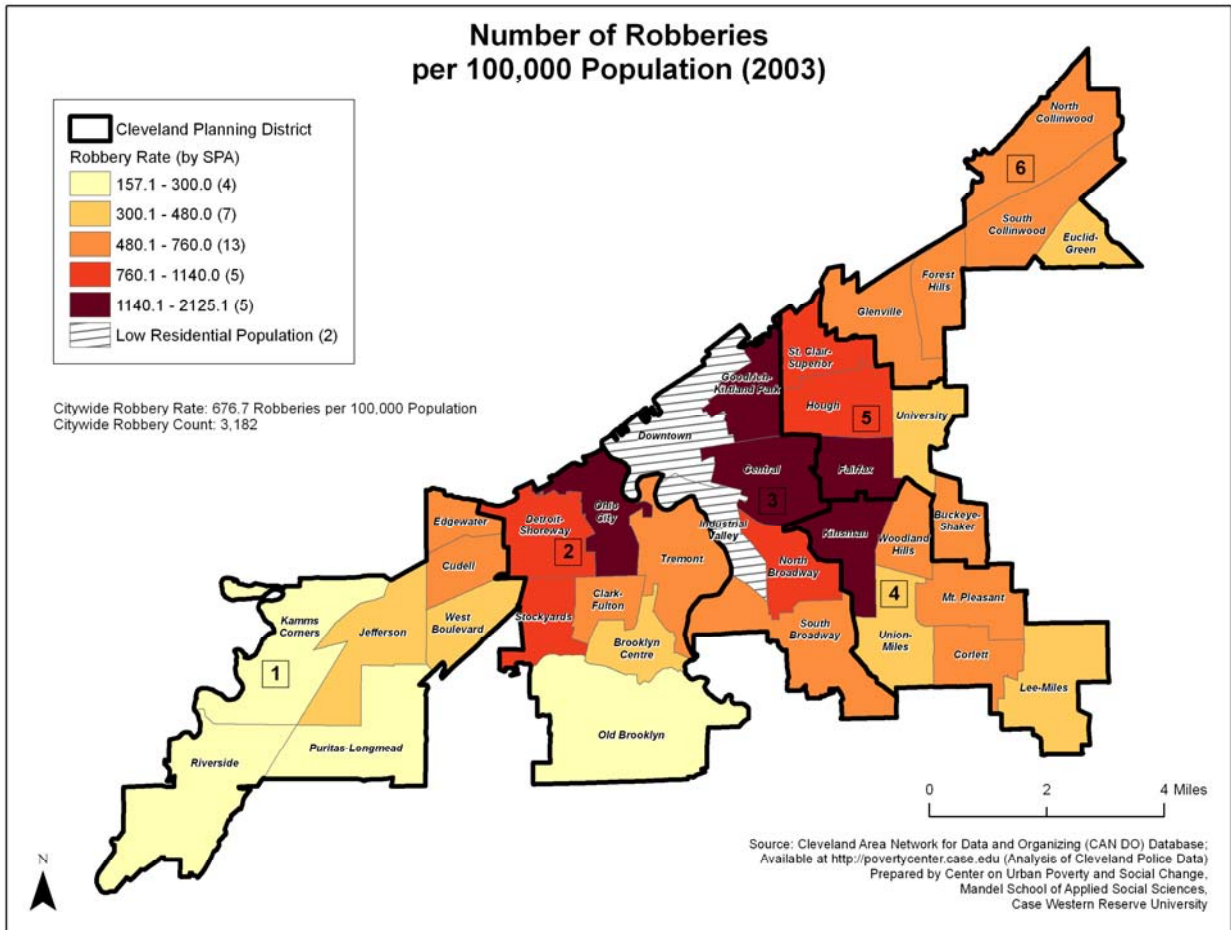 Number of Robberies
per 100,000 Population (2003)
Cleveland Planning District
Robbery Rate (by SPA)
157.1 - 300.0 (4)
300.1 - 480.0 (7)
480.1 - 760.0 (13)
760.1 - 1140.0 (5)
1140.1 - 2125.1 (5)
Low Residential Population (2)
Citywide Robbery Rate: 676.7 Robberies per 100,000 Population
Citywide Robbery Count: 3,182
North
Collinwood
6
South
Collinwood
Euclid-
Green
Forest
Hills
Glenville
St. Clair-
Superior
Goodrich-
Kirtland Park
Hough
5
University
Downtown
Central
Fairfax
3
Ohio
City
Detroit-
Shoreway
2
Edgewater
Industrial
Valley
Kinsman
Woodland
Hills
Buckeye-
Shaker
Tremont
Cudell
North
Broadway
4
Clark-
Fulton
Stockyards
Mt. Pleasant
Kamms
Corners
Jefferson
West
Boulevard
South
Broadway
Union-
Miles
Brooklyn
Centre
Corlett
1
Lee-Miles
Old Brooklyn
Puritas-Longmead
Riverside
0 2 4 Miles
N
Source: Cleveland Area Network for Data and Organizing (CAN DO) Database;
Available at http://povertycenter.case.edu (Analysis of Cleveland Police Data)
Prepared by Center on Urban Poverty and Social Change,
Mandel School of Applied Social Sciences,
Case Western Reserve University